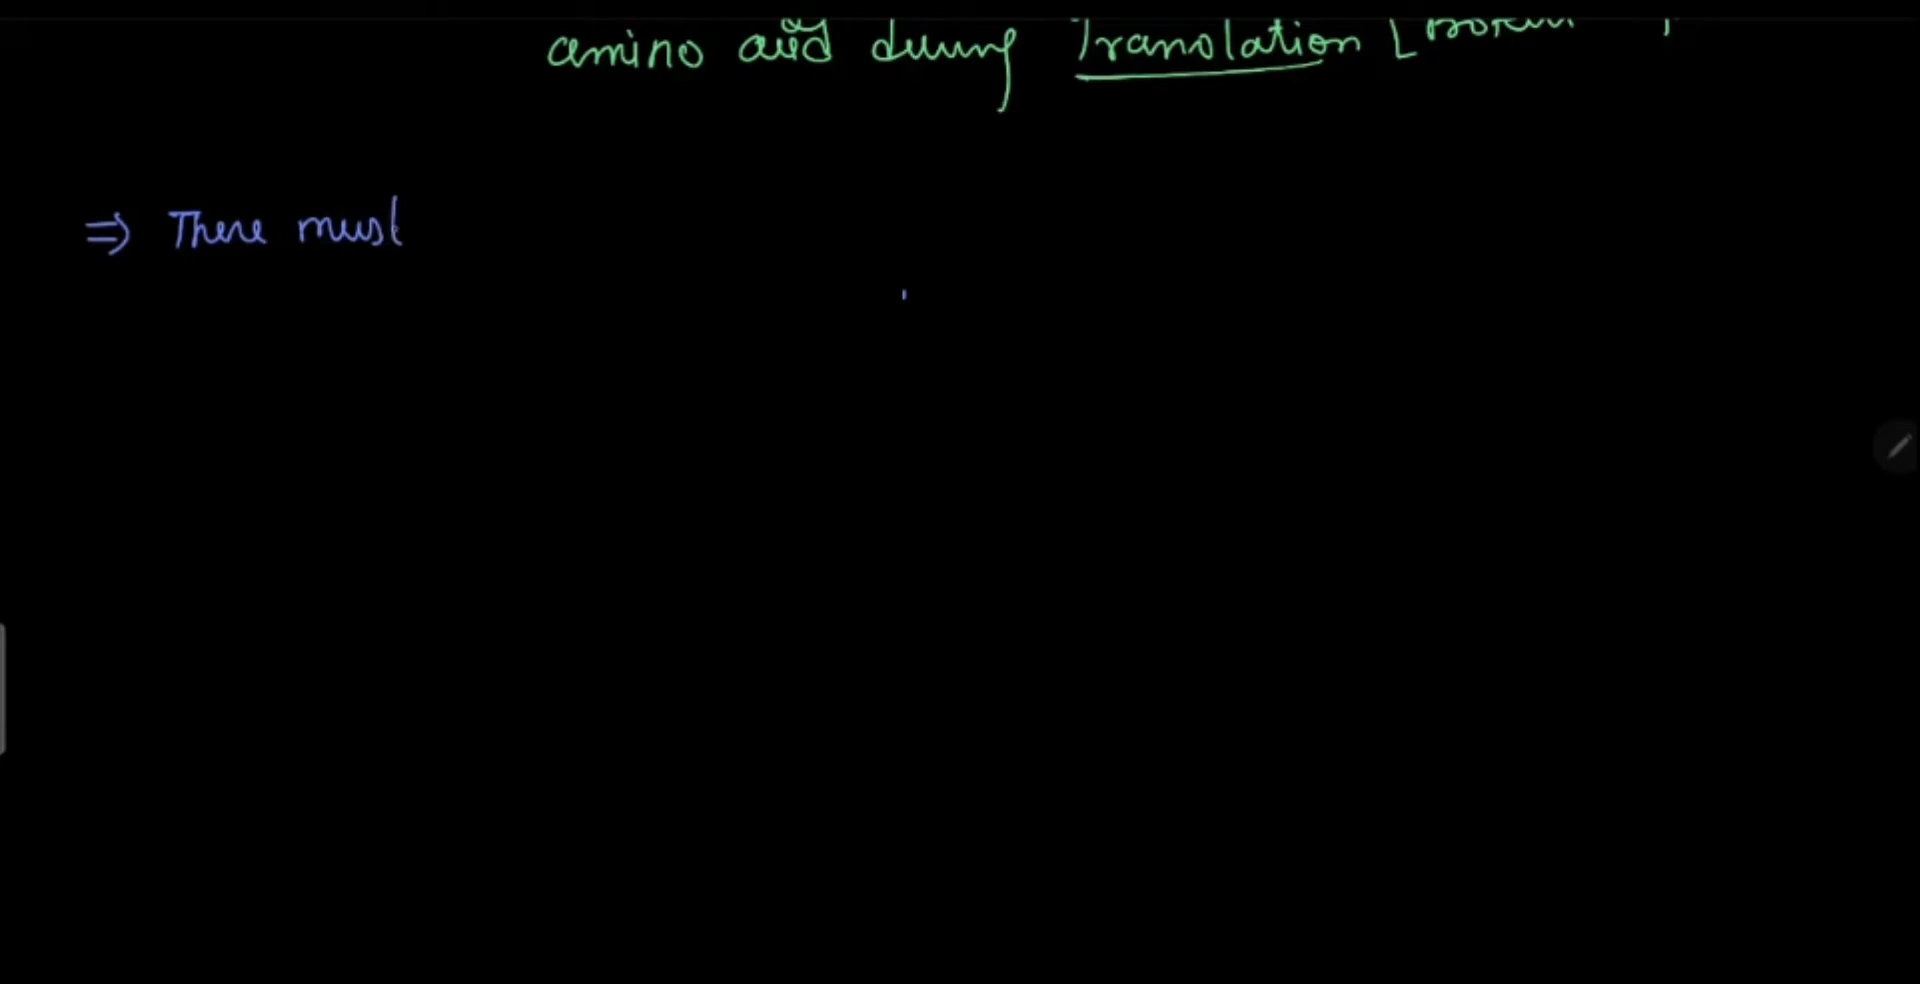 amino acid during Translation [
⇒ There must